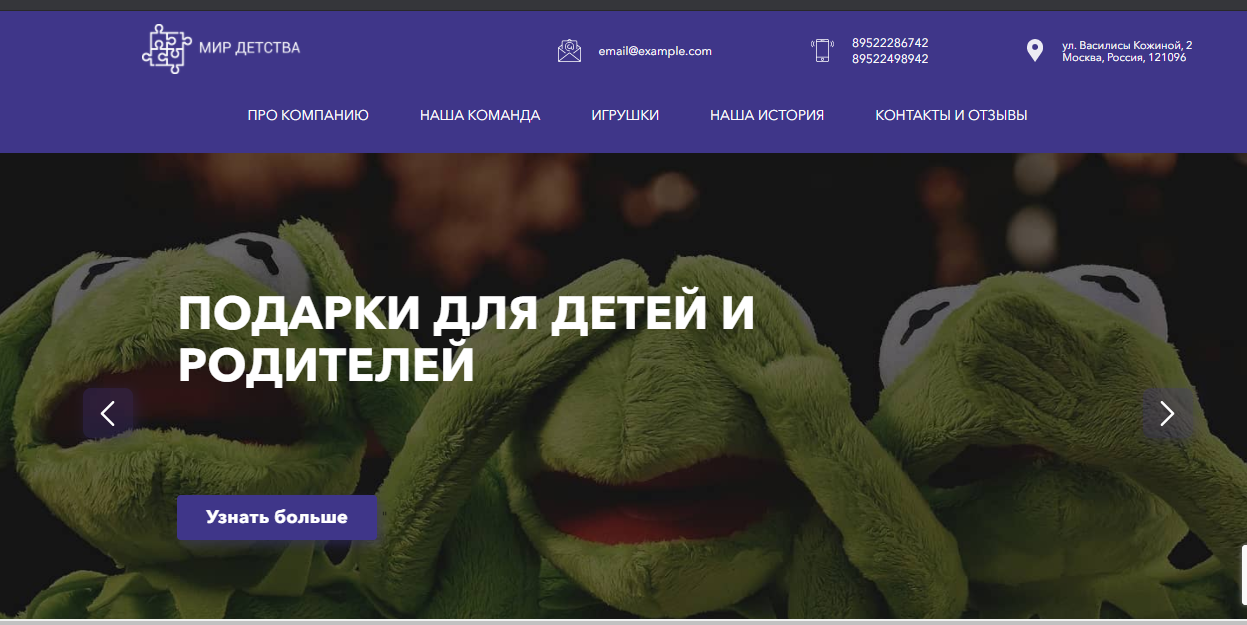 МИР ДЕТСТВА
email@example.com
89522286742
89522498942
ул. Василисы Кожиной, 2
Москва, Россия, 121096
ПРО КОМПАНИЮ НАША КОМАНДА ИГРУШКИ НАША ИСТОРИЯ КОНТАКТЫ И ОТЗЫВЫ
ПОДАРКИ ДЛЯ ДЕТЕЙ И
РОДИТЕЛЕЙ
Узнать больше